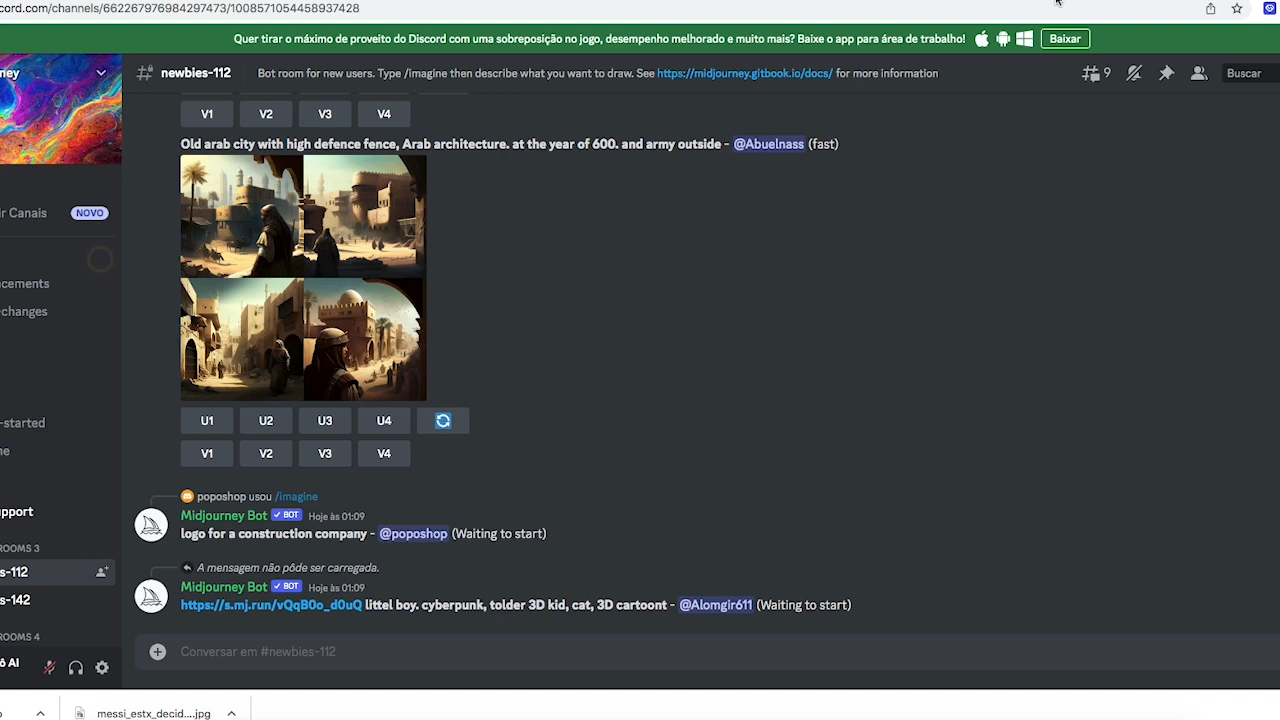 cord.com/channels/662267976984297473/1008571054458937428
Quer tirar o máximo de proveito do Discord com uma sobreposição no jogo, desempenho melhorado e muito mais? Baixe o app para área de trabalho! Baixar
ney
newbies-112 Bot room for new users. Type /imagine then describe what you want to draw. See https://midjourney.gitbook.io/docs/ for more information 9 Buscar
V1 V2 V3 V4
Old arab city with high defence fence, Arab architecture. at the year of 600. and army outside - @Abuelnass (fast)
ir Canais NOVO
cements
-changes
-started
ne
upport
ROOMS 3
s-112
s-142
ROOMS 4
ô AI
U1 U2 U3 U4
V1 V2 V3 V4
poposhop usou /imagine
Midjourney Bot ✓ BOT Hoje às 01:09
logo for a construction company - @poposhop (Waiting to start)
A mensagem não pôde ser carregada.
Midjourney Bot ✓ BOT Hoje às 01:09
https://s.mj.run/vQqB0o_d0uQ littel boy. cyberpunk, tolder 3D kid, cat, 3D cartoont - @Alomgir611 (Waiting to start)
Conversar em #newbies-112
messi_estx_decid....jpg